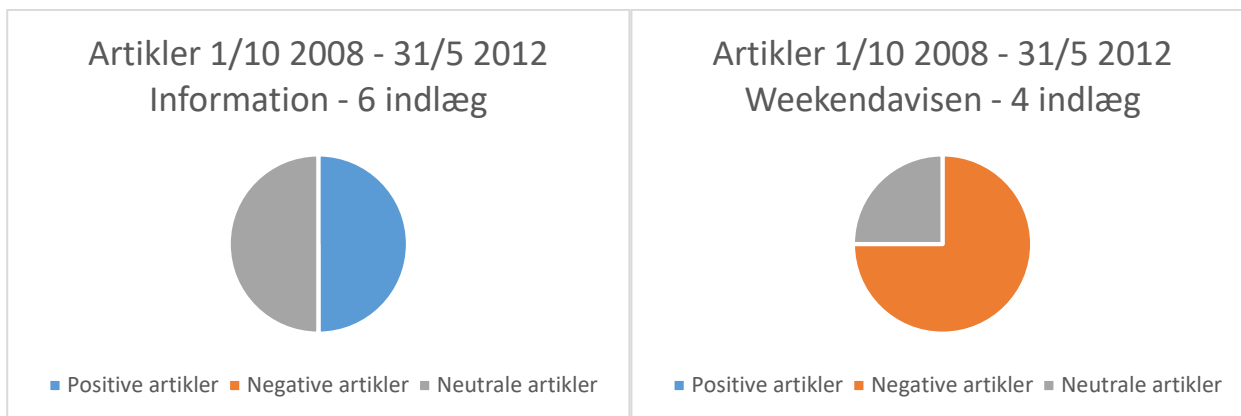 Artikler 1/10 2008 - 31/5 2012
Information - 6 indlæg
Positive artikler
Negative artikler
Neutrale artikler
Artikler 1/10 2008 - 31/5 2012
Weekendavisen - 4 indlæg
Positive artikler
Negative artikler
Neutrale artikler